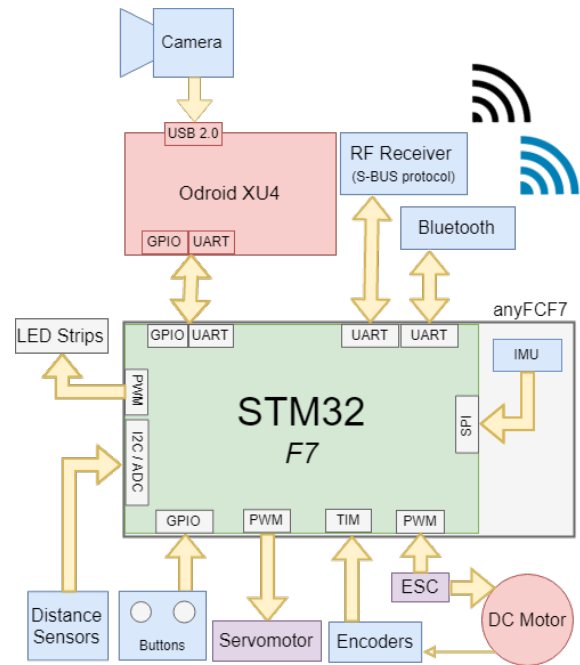 Camera
USB 2.0
Odroid XU4
GPIO UART
RF Receiver
(S-BUS protocol)
Bluetooth
anyFCF7
LED Strips
GPIO UART
UART
UART
IMU
PWM
STM32
F7
SPI
I2C / ADC
GPIO
PWM
TIM
PWM
ESC
Distance
Sensors
Buttons
Servomotor
Encoders
DC Motor